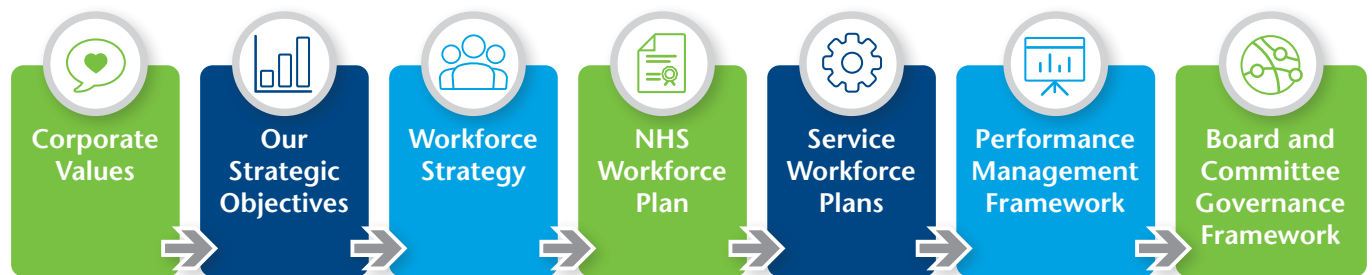 Corporate
Values
Our
Strategic
Objectives
Workforce
Strategy
NHS
Workforce
Plan
Service
Workforce
Plans
Performance
Management
Framework
Board and
Committee
Governance
Framework